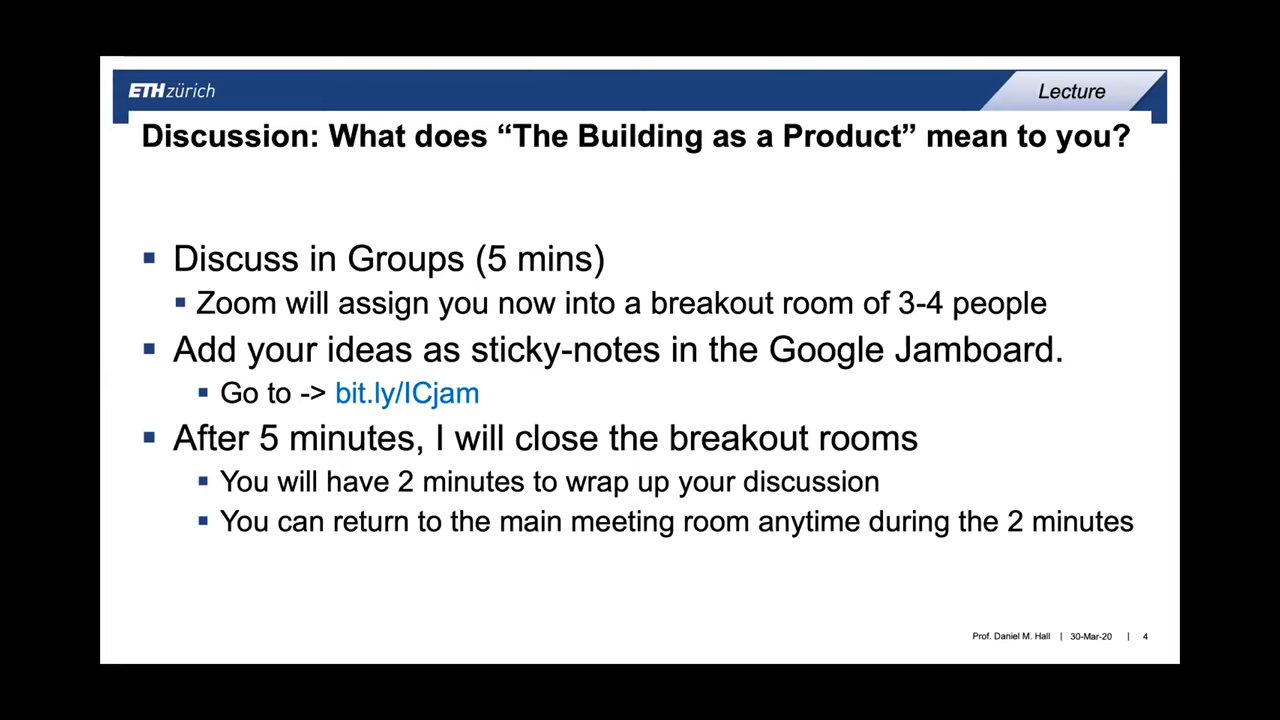 ETH zürich
Lecture
Discussion: What does “The Building as a Product” mean to you?
▪ Discuss in Groups (5 mins)
▪ Zoom will assign you now into a breakout room of 3-4 people
▪ Add your ideas as sticky-notes in the Google Jamboard.
▪ Go to -> bit.ly/ICjam
▪ After 5 minutes, I will close the breakout rooms
▪ You will have 2 minutes to wrap up your discussion
▪ You can return to the main meeting room anytime during the 2 minutes
Prof. Daniel M. Hall | 30-Mar-20 | 4